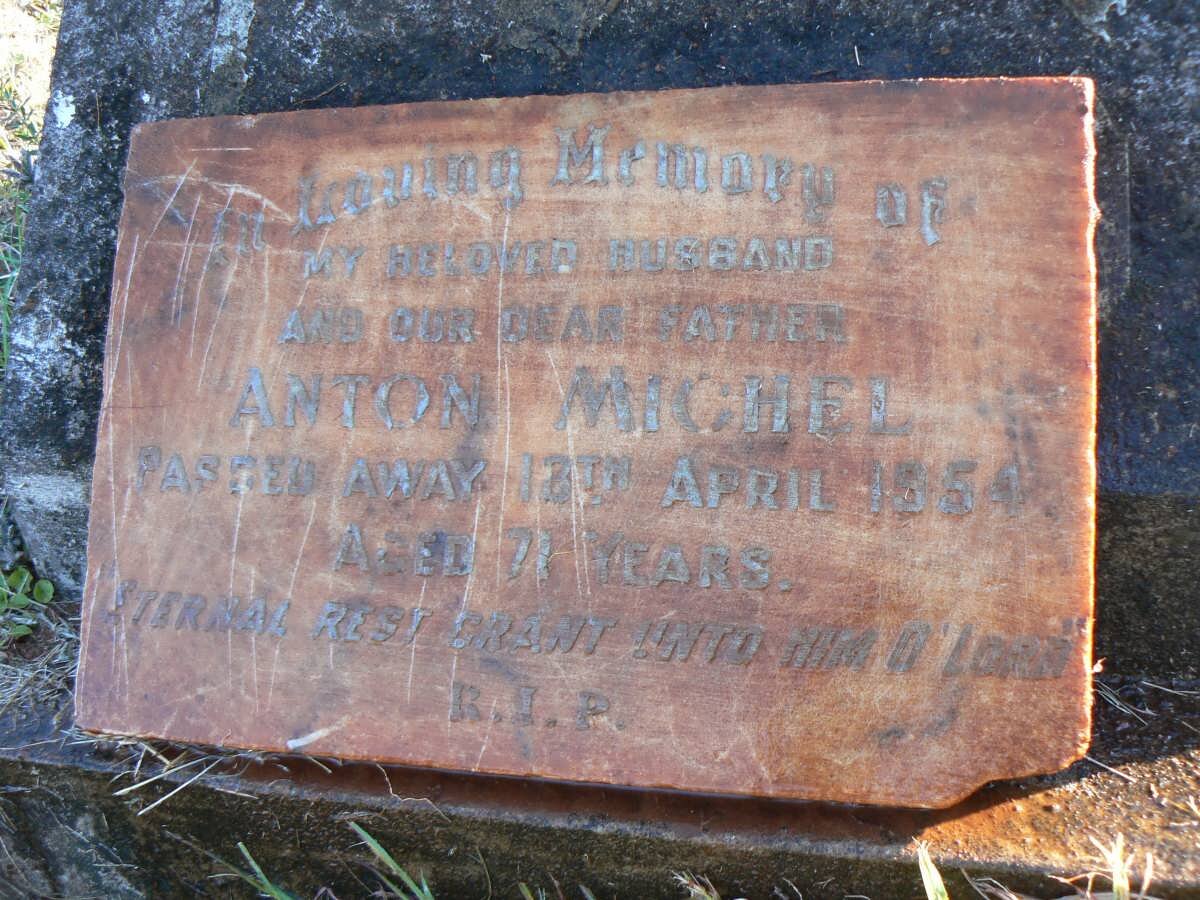 In Loving Memory of
MY BELOVED HUSBAND
AND OUR DEAR FATHER
ANTON MICHEL
PASSED AWAY 13TH APRIL 1954
AGED 71 YEARS.
"ETERNAL REST GRANT UNTO HIM O'LORD"
R.I.P.